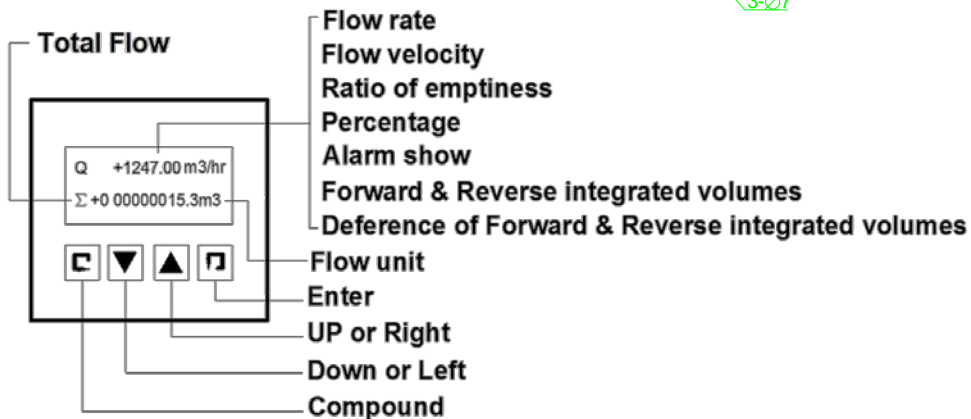 3-∅7
Flow rate
Total Flow
Flow velocity
Ratio of emptiness
Percentage
Alarm show
Q +1247.00 m3/hr
Forward & Reverse integrated volumes
Σ +0 00000015.3m3
Deference of Forward & Reverse integrated volumes
Flow unit
Enter
UP or Right
Down or Left
Compound